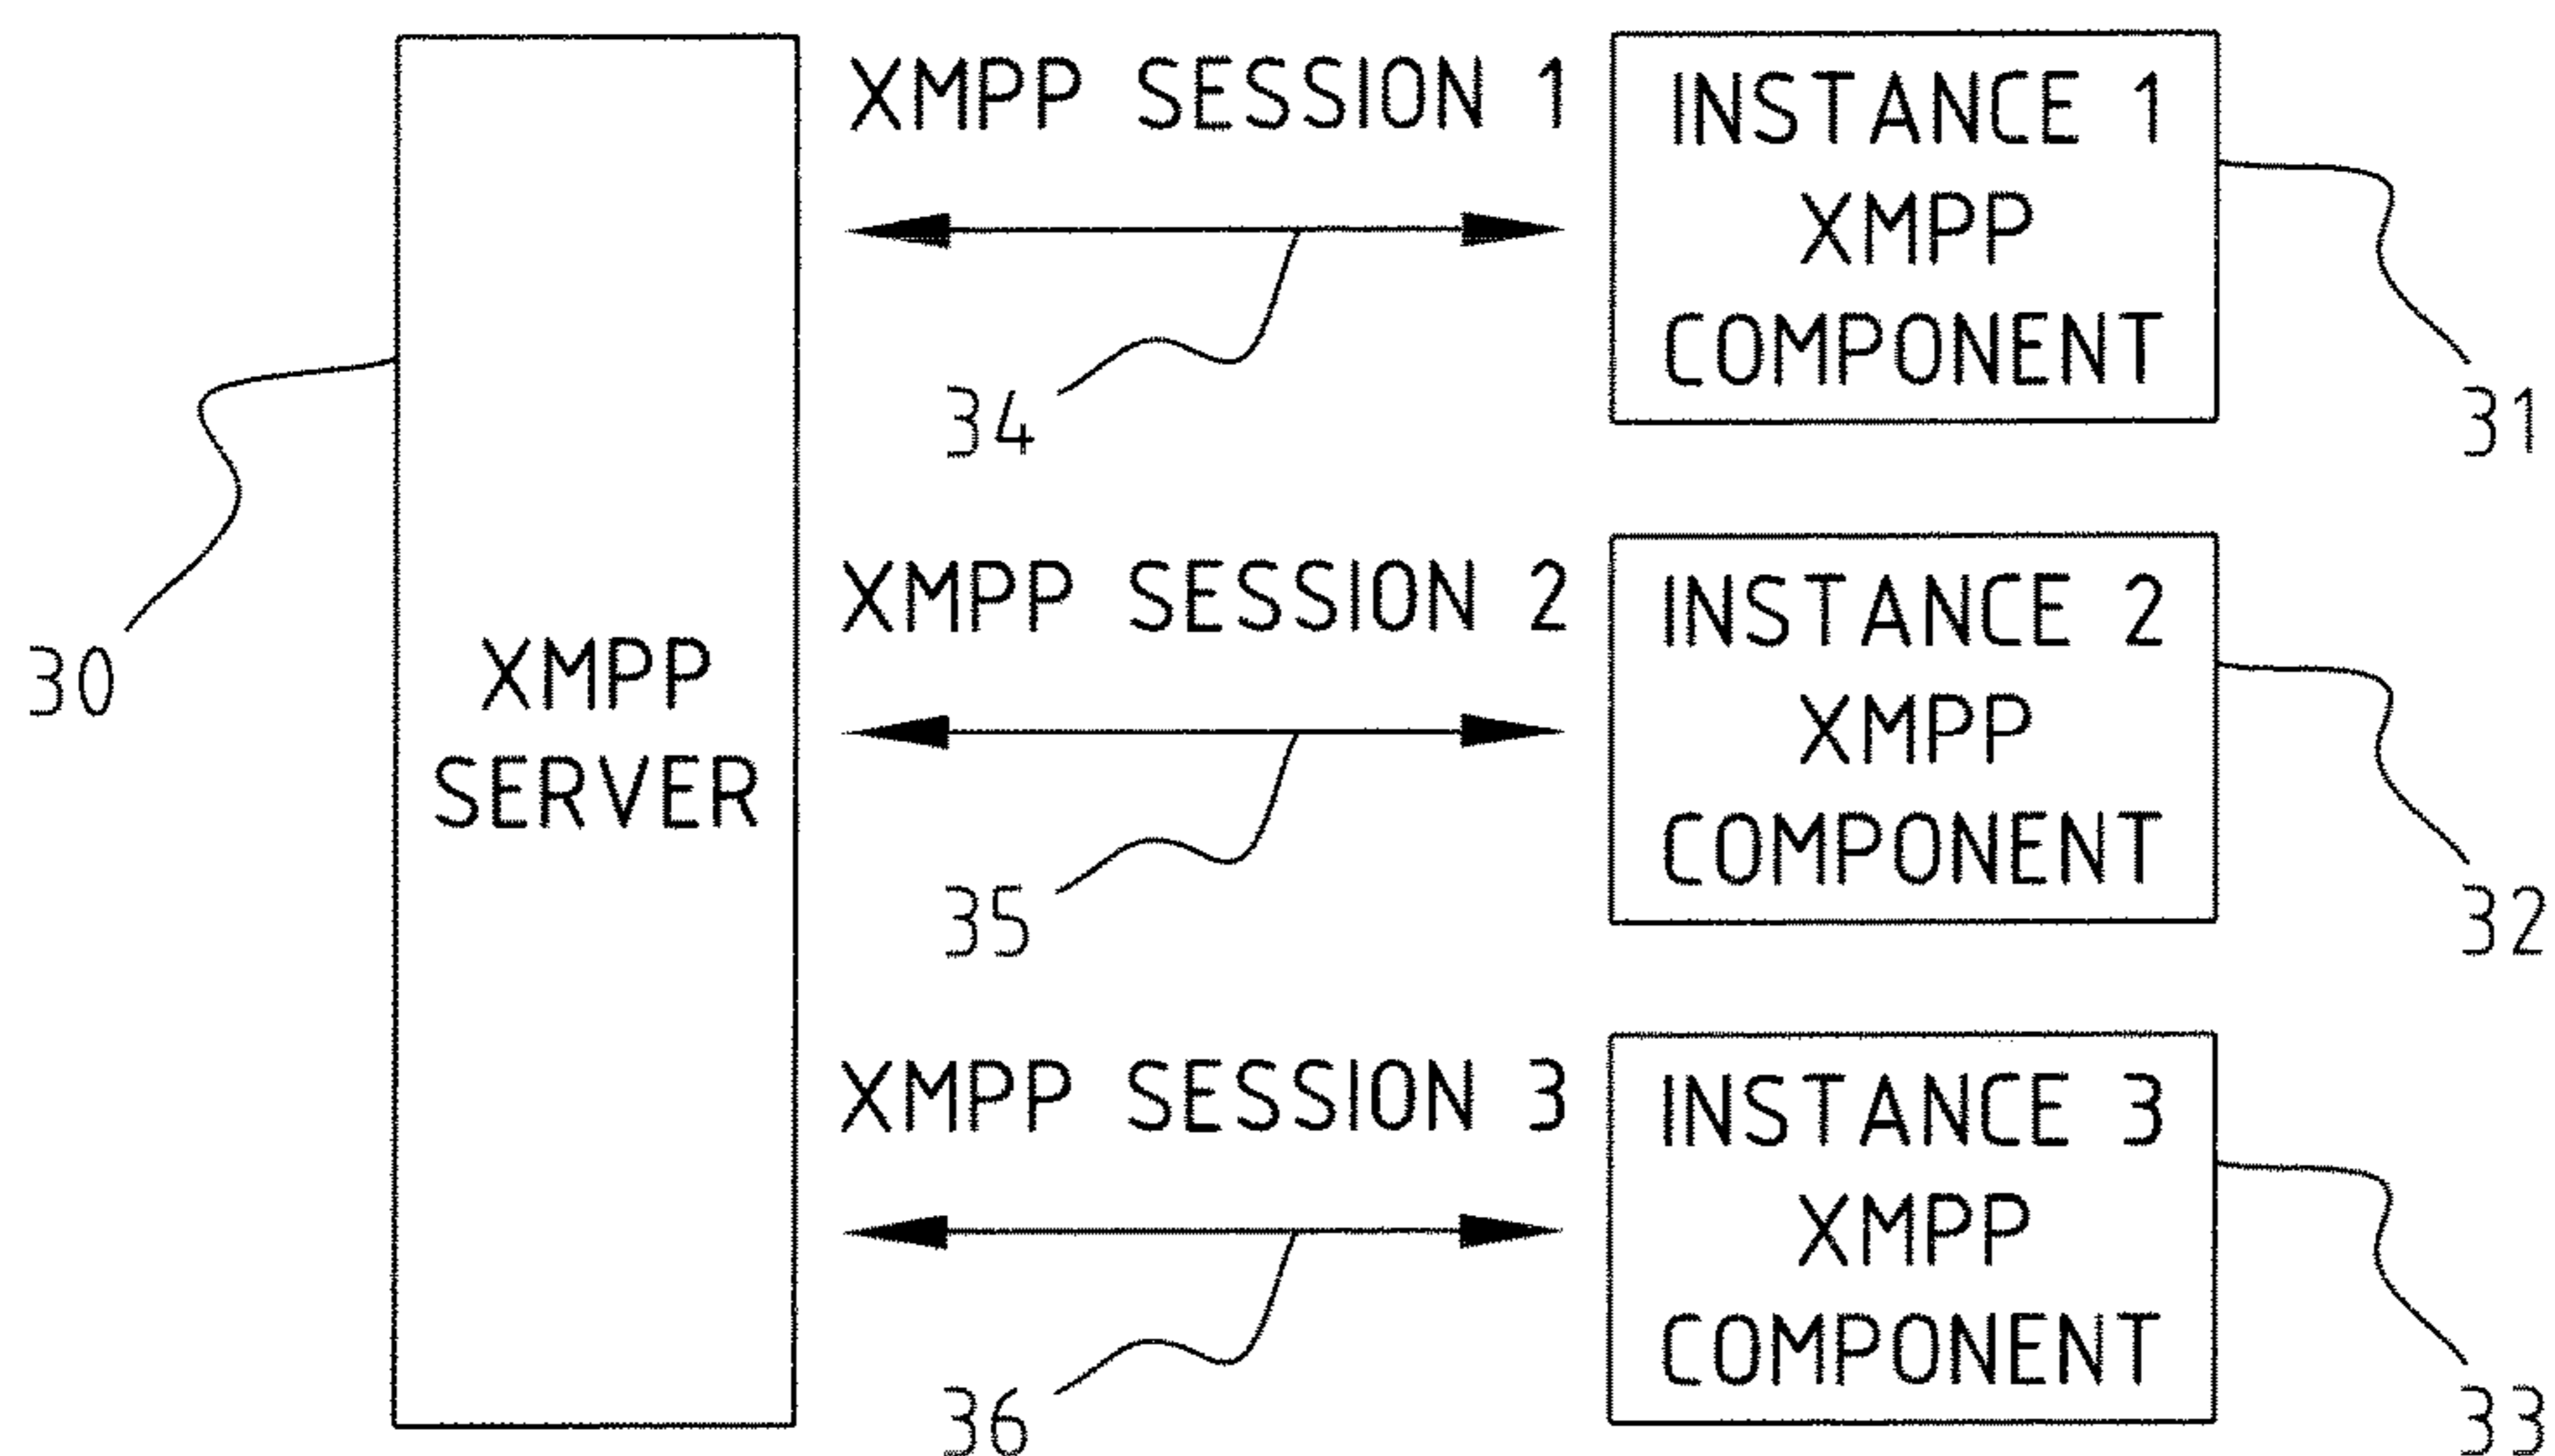 XMPP SESSION 1
INSTANCE 1
XMPP
COMPONENT
34
31
30
XMPP
SERVER
XMPP SESSION 2
INSTANCE 2
XMPP
COMPONENT
35
32
XMPP SESSION 3
INSTANCE 3
XMPP
COMPONENT
36
33